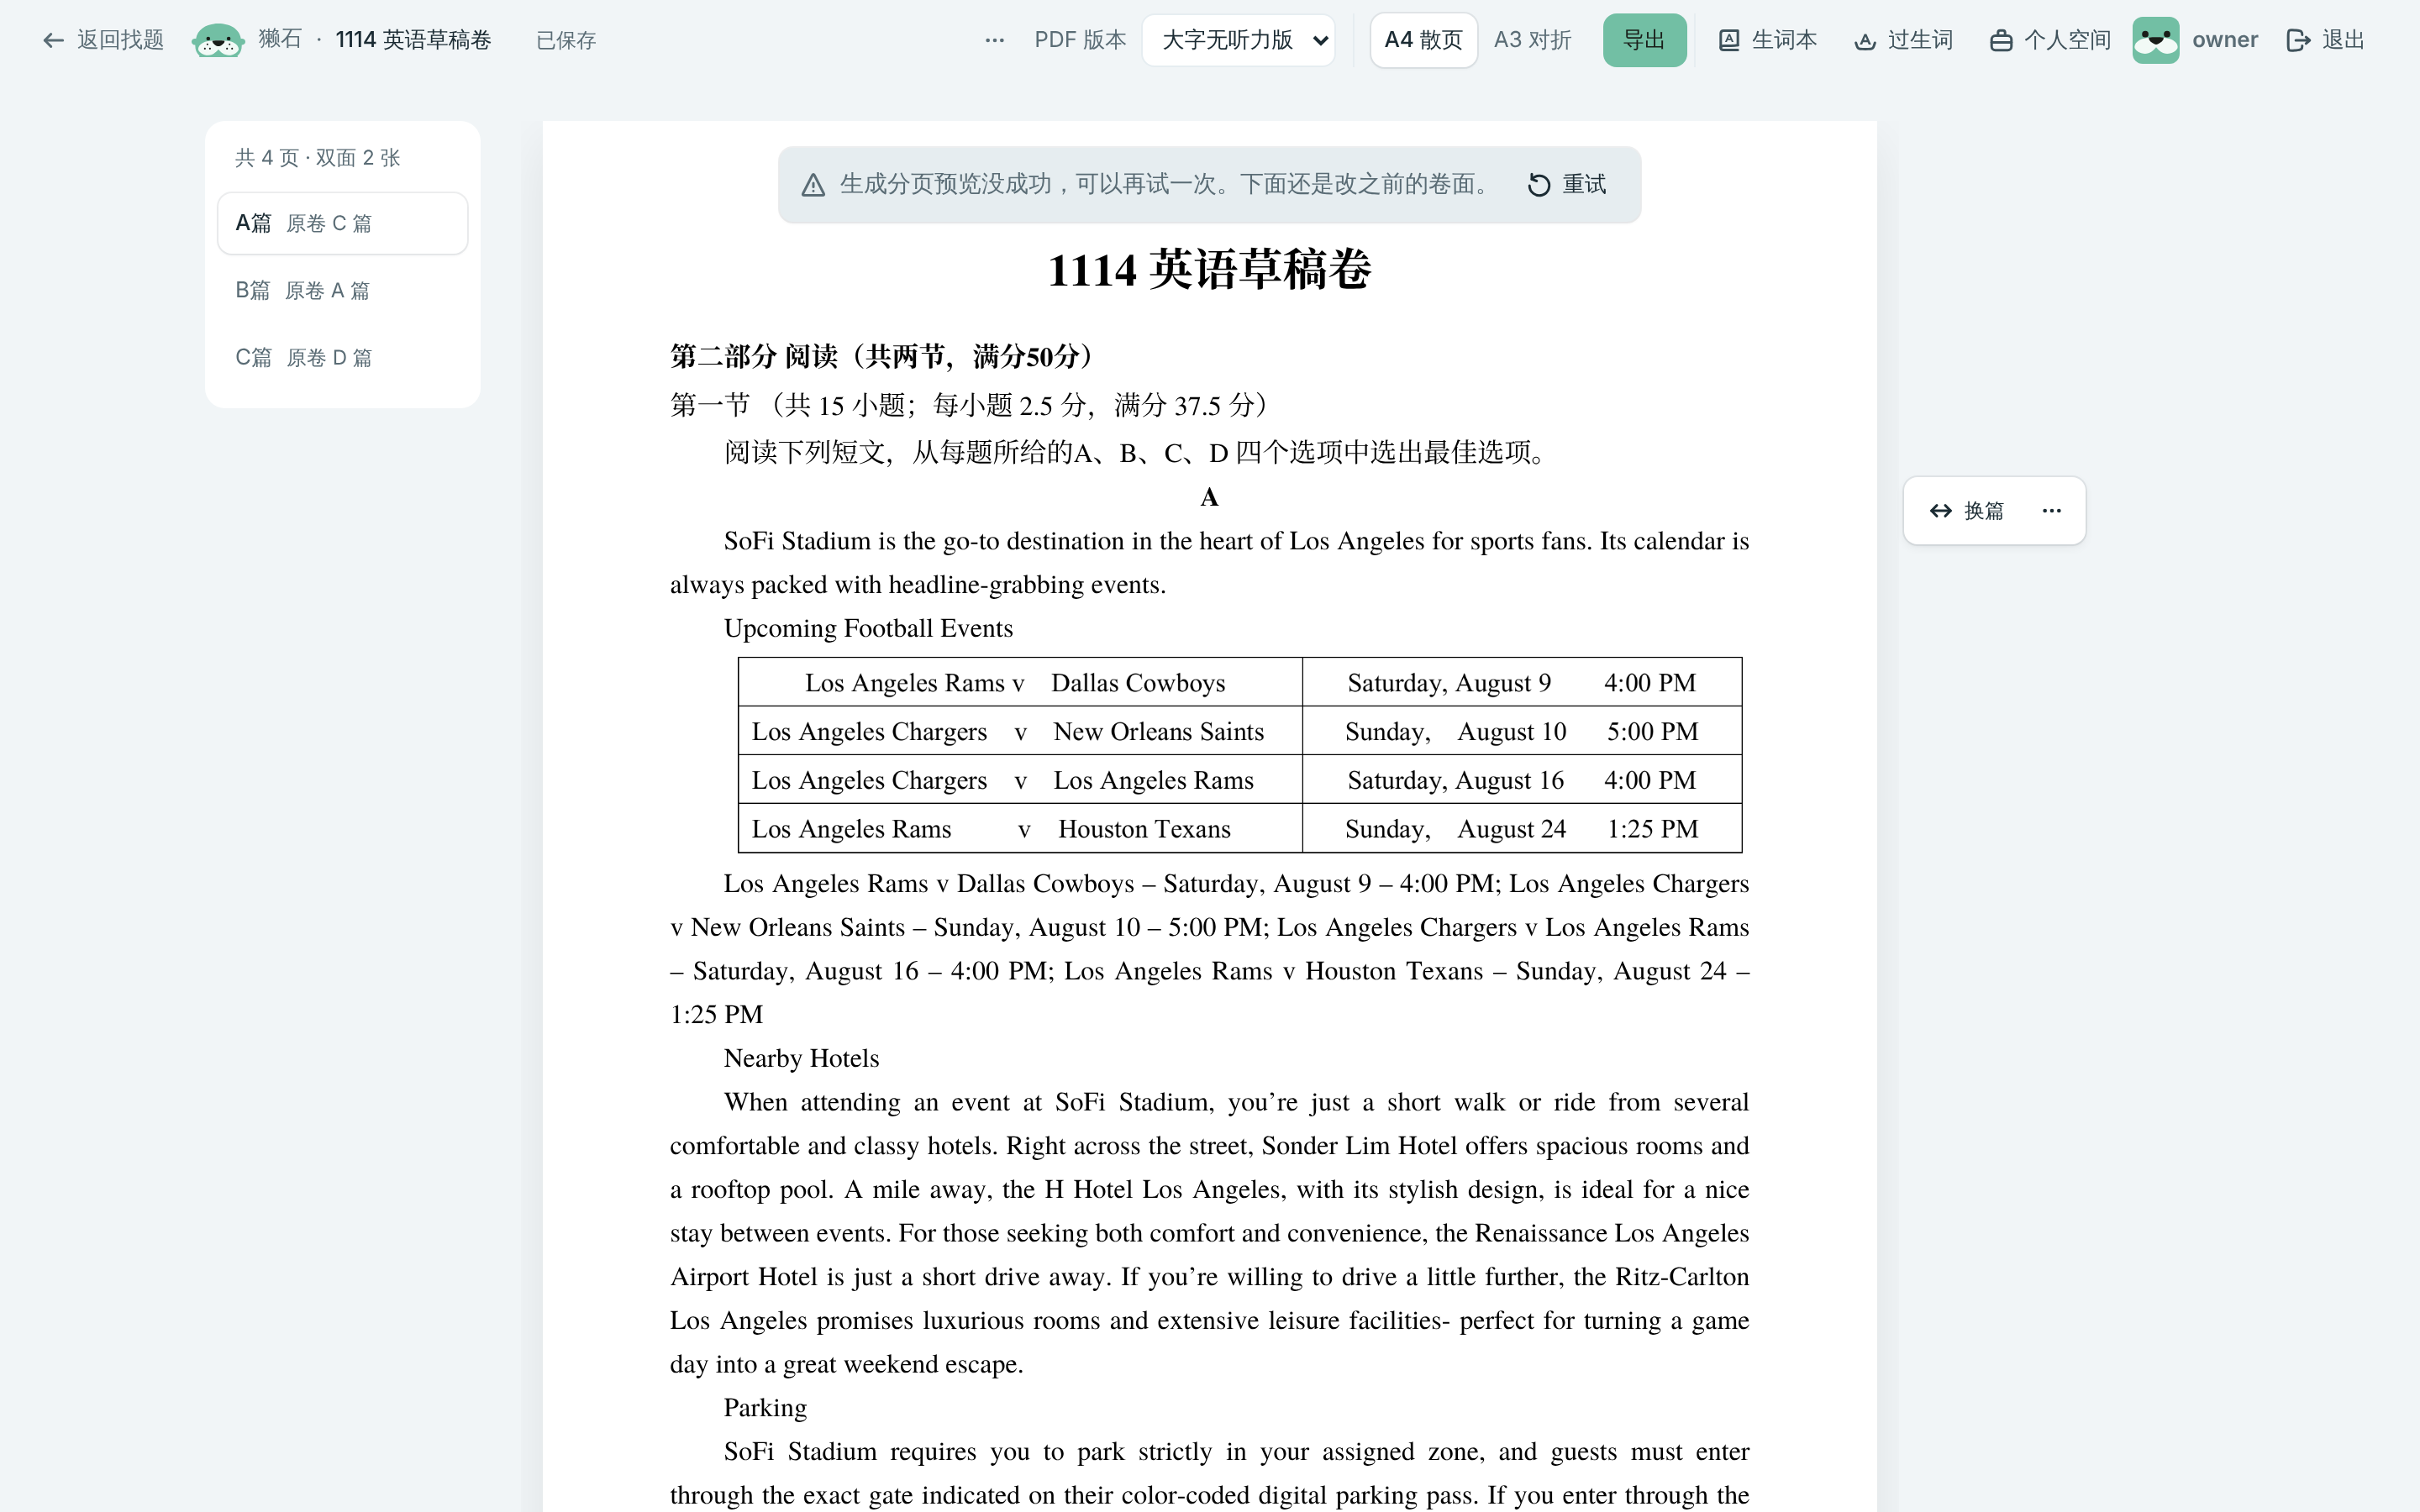 返回找题 獭石 · 1114 英语草稿卷 已保存 ··· PDF 版本 大字无听力版 A4 散页 A3 对折 导出 生词本 过生词 个人空间 owner 退出
共 4 页 · 双面 2 张
A篇 原卷 C 篇
B篇 原卷 A 篇
C篇 原卷 D 篇
生成分页预览没成功，可以再试一次。下面还是改之前的卷面。 重试
1114 英语草稿卷
第二部分 阅读（共两节，满分50分）
第一节 （共 15 小题；每小题 2.5 分，满分 37.5 分）
阅读下列短文，从每题所给的A、B、C、D 四个选项中选出最佳选项。
A
换篇 ···
SoFi Stadium is the go-to destination in the heart of Los Angeles for sports fans. Its calendar is
always packed with headline-grabbing events.
Upcoming Football Events
Los Angeles Rams v Dallas Cowboys Saturday, August 9 4:00 PM
Los Angeles Chargers v New Orleans Saints Sunday, August 10 5:00 PM
Los Angeles Chargers v Los Angeles Rams Saturday, August 16 4:00 PM
Los Angeles Rams v Houston Texans Sunday, August 24 1:25 PM
Los Angeles Rams v Dallas Cowboys – Saturday, August 9 – 4:00 PM; Los Angeles Chargers
v New Orleans Saints – Sunday, August 10 – 5:00 PM; Los Angeles Chargers v Los Angeles Rams
– Saturday, August 16 – 4:00 PM; Los Angeles Rams v Houston Texans – Sunday, August 24 –
1:25 PM
Nearby Hotels
When attending an event at SoFi Stadium, you’re just a short walk or ride from several
comfortable and classy hotels. Right across the street, Sonder Lim Hotel offers spacious rooms and
a rooftop pool. A mile away, the H Hotel Los Angeles, with its stylish design, is ideal for a nice
stay between events. For those seeking both comfort and convenience, the Renaissance Los Angeles
Airport Hotel is just a short drive away. If you’re willing to drive a little further, the Ritz-Carlton
Los Angeles promises luxurious rooms and extensive leisure facilities- perfect for turning a game
day into a great weekend escape.
Parking
SoFi Stadium requires you to park strictly in your assigned zone, and guests must enter
through the exact gate indicated on their color-coded digital parking pass. If you enter through the